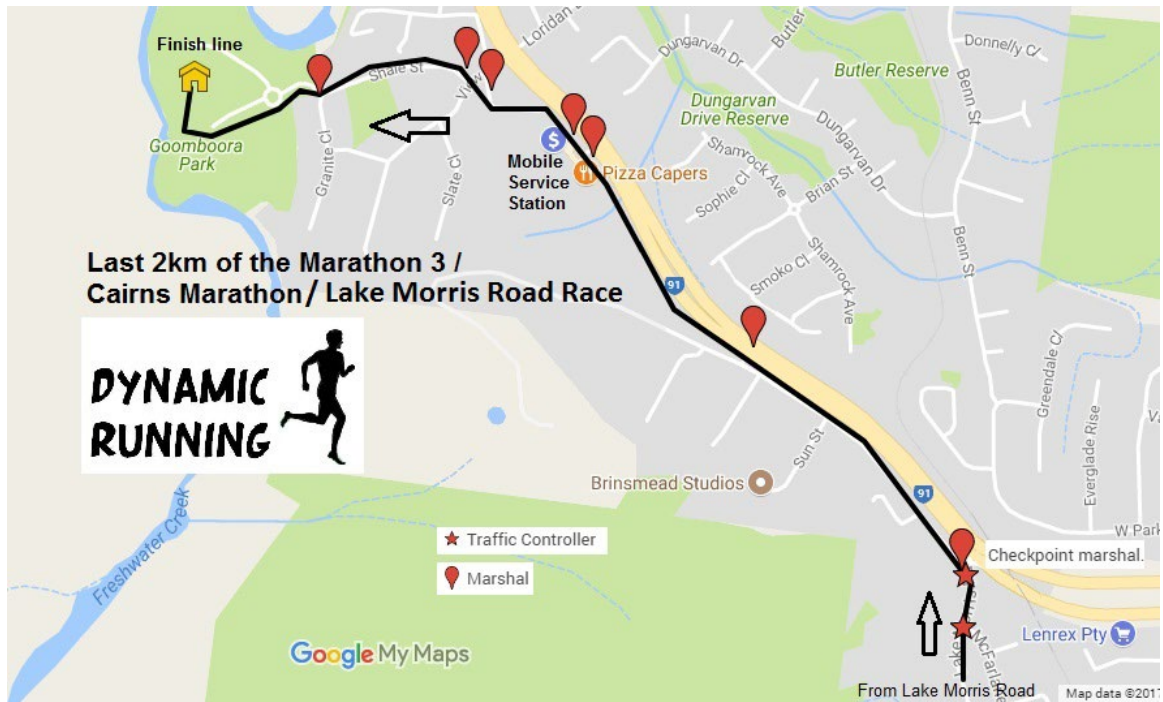 Finish line
Loridan
Butler
Donnelly Cl
Dungarvan Dr
Butler Reserve
Benn St
Shale St
View
Dungarvan
Drive Reserve
Goomboora
Park
Granite Cl
Slate Cl
$
Mobile
Service
Station
Pizza Capers
Shamrock Ave
Sophie Cl
Brian St
Dungarvan Dr
Benn St
Last 2km of the Marathon 3 /
Cairns Marathon/ Lake Morris Road Race
91
Smoko Cl
Shamrock Ave
Greendale Cl
Everglade Rise
DYNAMIC
RUNNING
Sun St
Brinsmead Studios
91
W Park
Freshwater Creek
Traffic Controller
Marshal
Checkpoint marshal.
Lake
McFarla
Lenrex Pty
Google My Maps
From Lake Morris Road
Map data ©2017